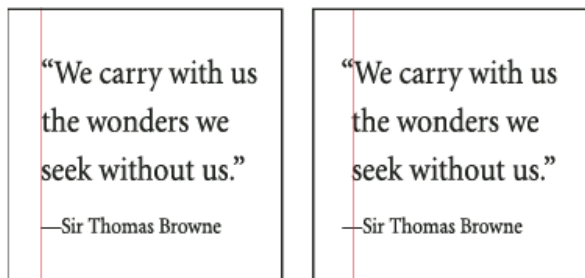 “We carry with us
the wonders we
seek without us.”
—Sir Thomas Browne
“We carry with us
the wonders we
seek without us.”
—Sir Thomas Browne